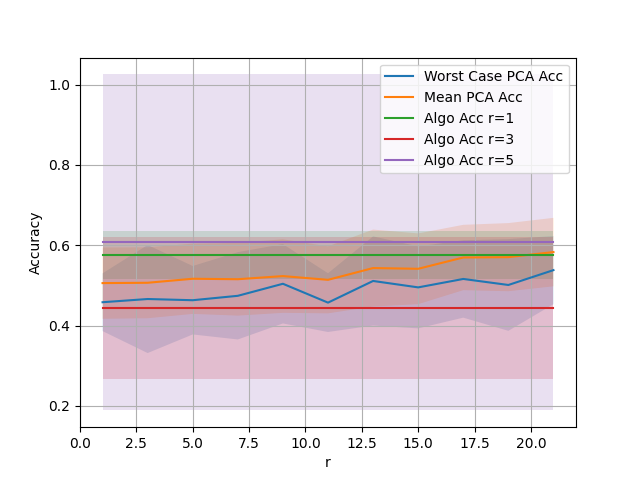 1.0
0.8
0.6
0.4
0.2
Accuracy
0.0 2.5 5.0 7.5 10.0 12.5 15.0 17.5 20.0
r
Worst Case PCA Acc
Mean PCA Acc
Algo Acc r=1
Algo Acc r=3
Algo Acc r=5